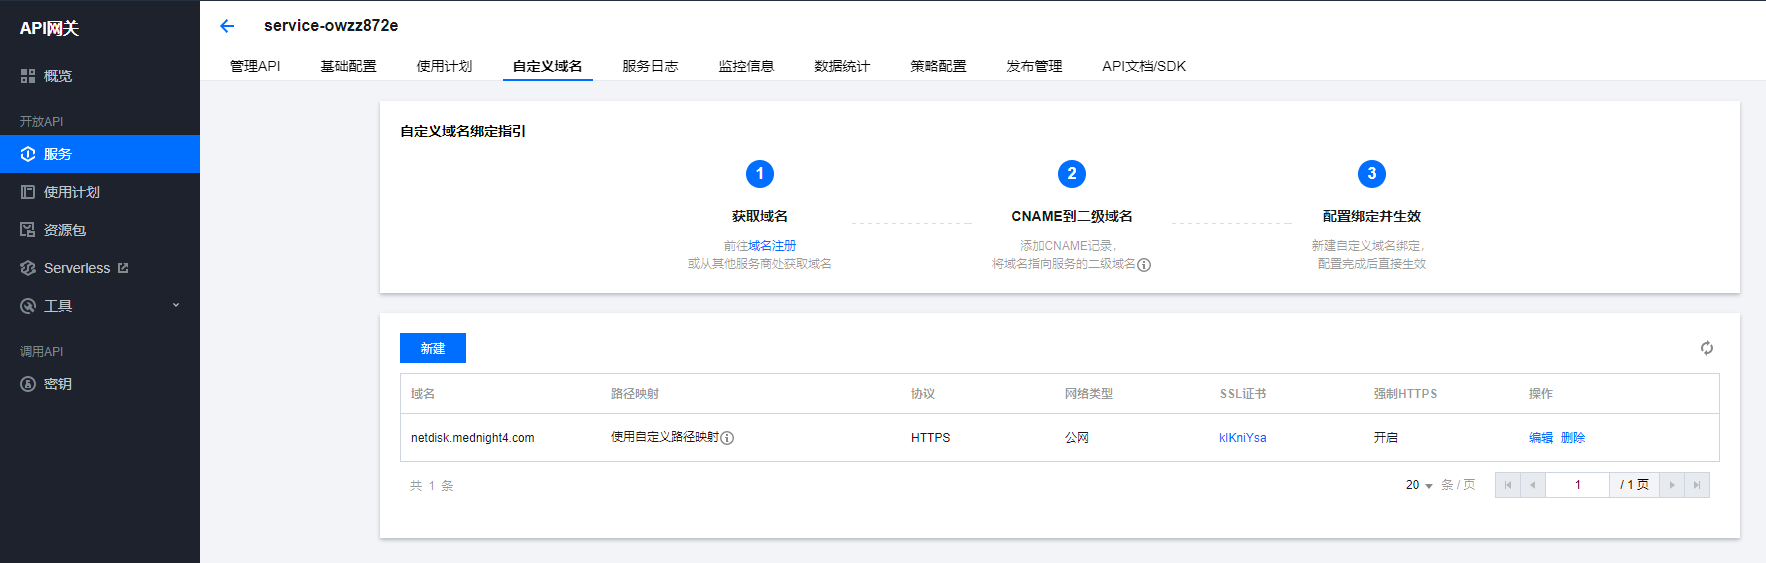 API网关
概览
开放API
服务
使用计划
资源包
Serverless
工具
调用API
密钥
service-owzz872e
管理API 基础配置 使用计划 自定义域名 服务日志 监控信息 数据统计 策略配置 发布管理 API文档/SDK
自定义域名绑定指引
1 2 3
获取域名 CNAME到二级域名 配置绑定并生效
前往域名注册 添加CNAME记录, 新建自定义域名绑定,
或从其他服务商处获取域名 将域名指向服务的二级域名 配置完成后直接生效
新建
域名 路径映射 协议 网络类型 SSL证书 强制HTTPS 操作
netdisk.mednight4.com 使用自定义路径映射 HTTPS 公网 klKniYsa 开启 编辑 删除
共 1 条 20 条 / 页 1 / 1 页